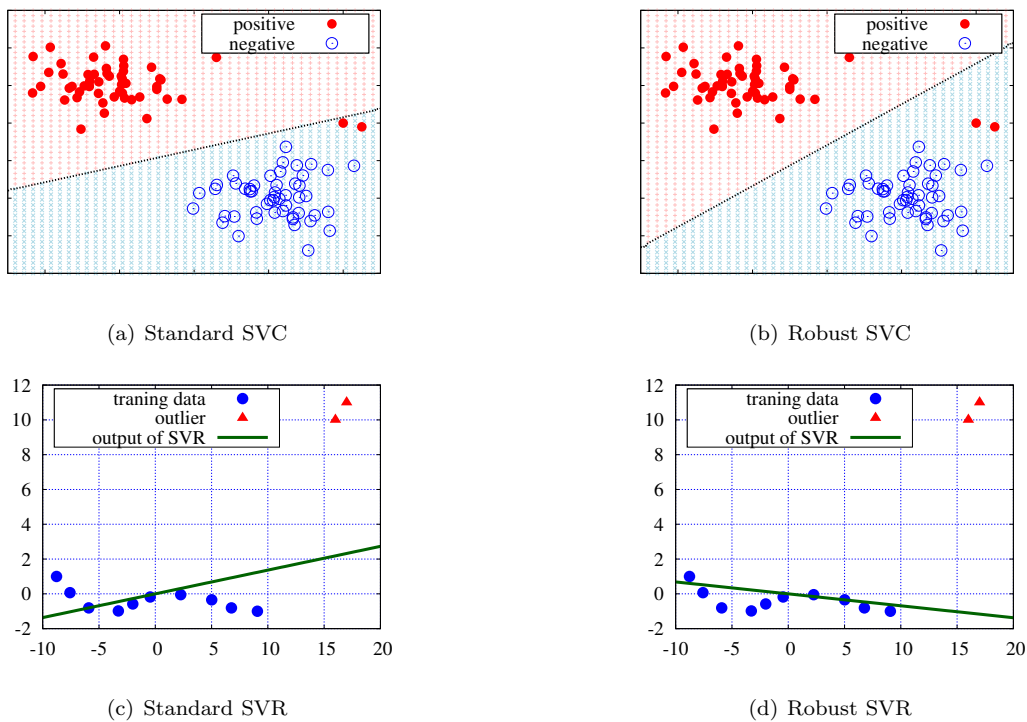 positive
negative
positive
negative
(a) Standard SVC
(b) Robust SVC
12
10
8
6
4
2
0
-2
traning data
outlier
output of SVR
-10
-5
0
5
10
15
20
12
10
8
6
4
2
0
-2
traning data
outlier
output of SVR
-10
-5
0
5
10
15
20
(c) Standard SVR
(d) Robust SVR